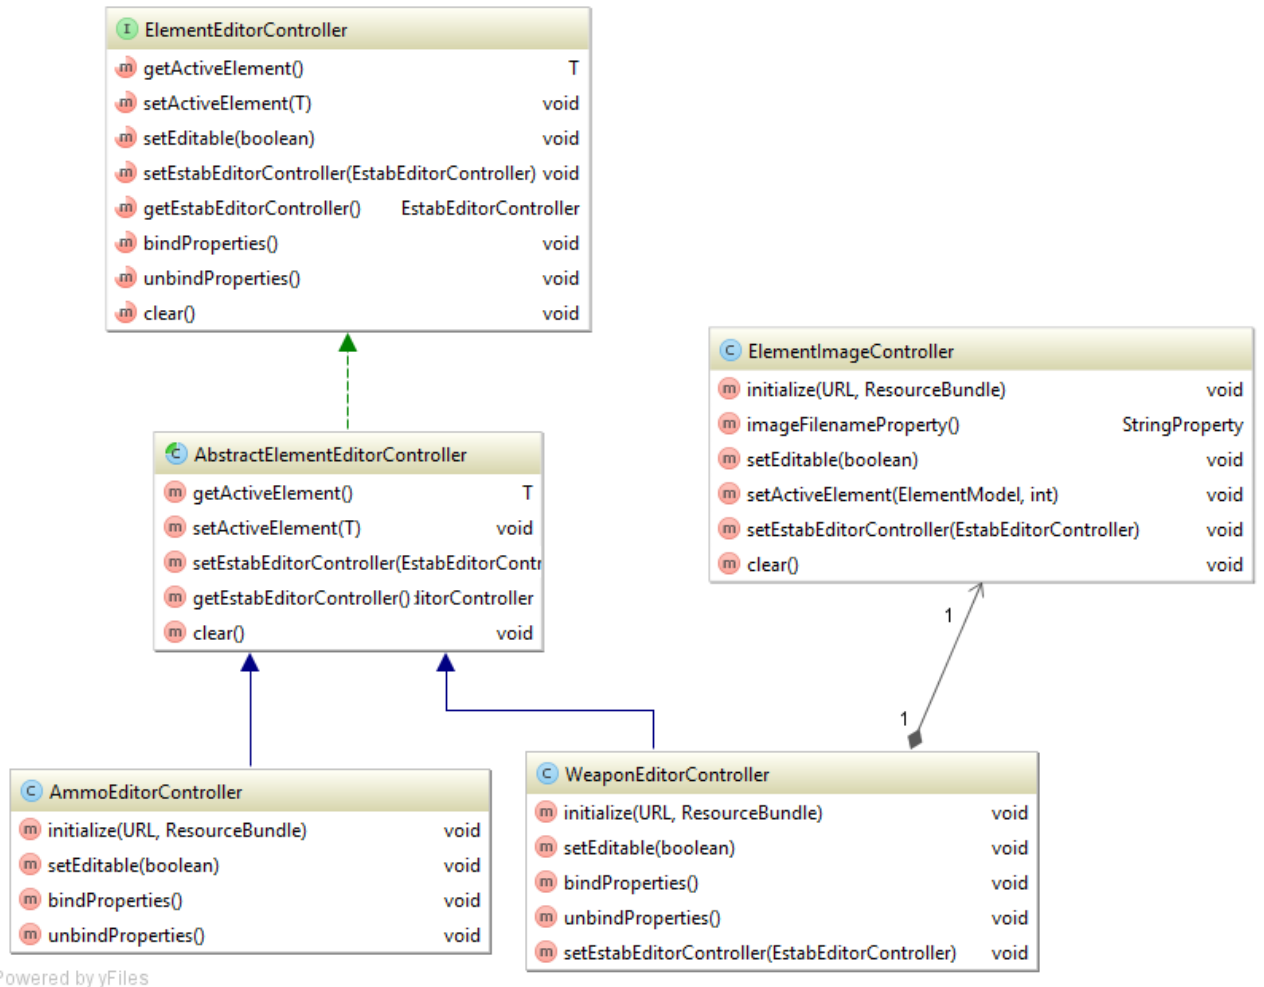 ElementEditorController
getActiveElement() T
setActiveElement(T) void
setEditable(boolean) void
setEstabEditorController(EstabEditorController) void
getEstabEditorController() EstabEditorController
bindProperties() void
unbindProperties() void
clear() void
ElementImageController
initialize(URL, ResourceBundle) void
imageFilenameProperty() StringProperty
setEditable(boolean) void
setActiveElement(ElementModel, int) void
setEstabEditorController(EstabEditorController) void
clear() void
AbstractElementEditorController
getActiveElement() T
setActiveElement(T) void
setEstabEditorController(EstabEditorContr
getEstabEditorController() itorController
clear() void
1
1
AmmoEditorController
initialize(URL, ResourceBundle) void
setEditable(boolean) void
bindProperties() void
unbindProperties() void
WeaponEditorController
initialize(URL, ResourceBundle) void
setEditable(boolean) void
bindProperties() void
unbindProperties() void
setEstabEditorController(EstabEditorController) void
Powered by yFiles